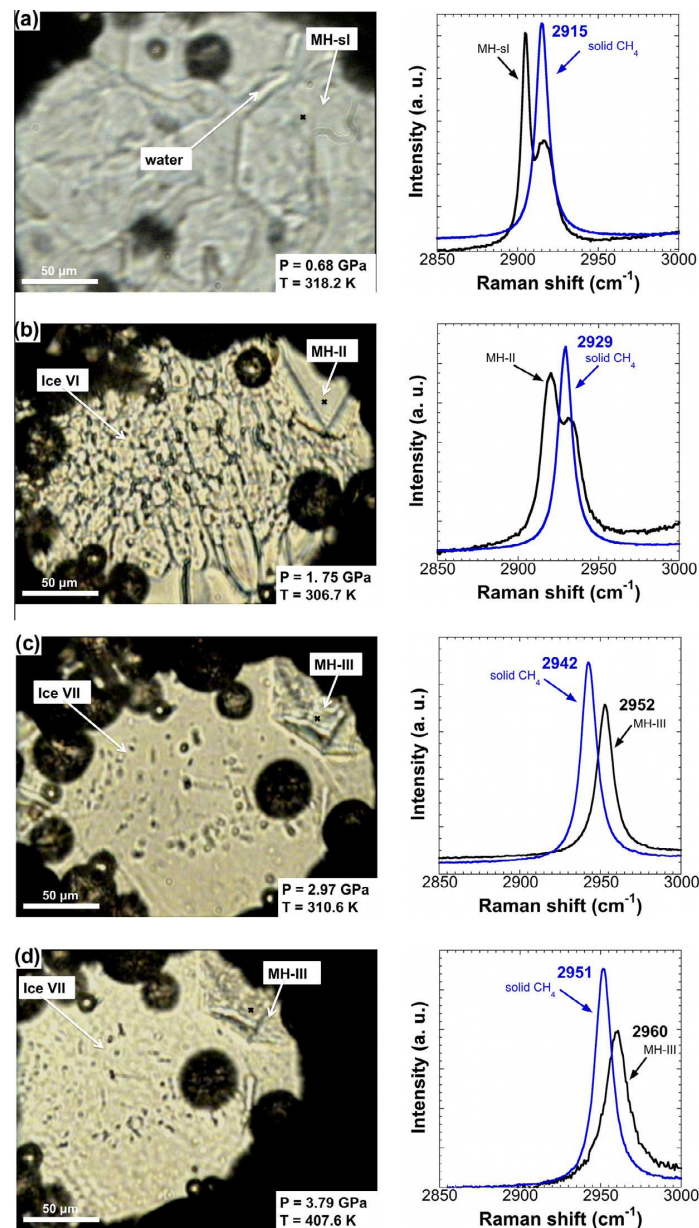 (a)
MH-sI
water
50 µm
P = 0.68 GPa
T = 318.2 K
2915
solid CH₄
MH-sI
Intensity (a. u.)
2850 2900 2950 3000
Raman shift (cm⁻¹)
(b)
MH-II
Ice VI
50 µm
P = 1. 75 GPa
T = 306.7 K
2929
solid CH₄
MH-II
Intensity (a. u.)
2850 2900 2950 3000
Raman shift (cm⁻¹)
(c)
MH-III
Ice VII
50 µm
P = 2.97 GPa
T = 310.6 K
2942
solid CH₄
2952
MH-III
Intensity (a. u.)
2850 2900 2950 3000
Raman shift (cm⁻¹)
(d)
MH-III
Ice VII
50 µm
P = 3.79 GPa
T = 407.6 K
2951
solid CH₄
2960
MH-III
Intensity (a. u.)
2850 2900 2950 3000
Raman shift (cm⁻¹)